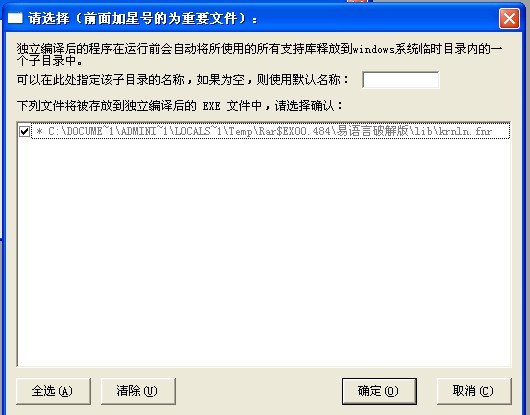 请选择（前面加星号的为重要文件）：
独立编译后的程序在运行前会自动将所使用的所有支持库释放到windows系统临时目录内的一
个子目录中。
可以在此处指定该子目录的名称，如果为空，则使用默认名称：
下列文件将被存放到独立编译后的 EXE 文件中，请选择确认：
* C:\DOCUME~1\ADMINI~1\LOCALS~1\Temp\Rar$EX00.484\易语言破解版\lib\krnln.fnr
全选(A) 清除(U) 确定(O) 取消(C)